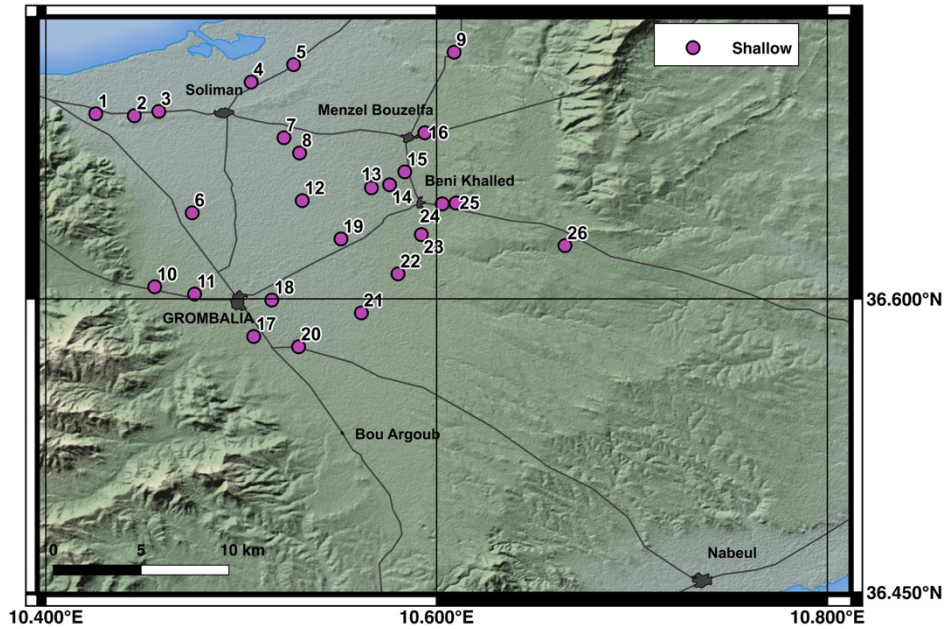 9
Shallow
5
4
Soliman
1
2
3
Menzel Bouzelfa
7
16
8
15
13
Beni Khalled
14
12
25
6
24
19
23
26
22
10
11
18
36.600°N
21
GROMBALIA
17
20
Bou Argoub
0 5 10 km
Nabeul
36.450°N
10.400°E 10.600°E 10.800°E